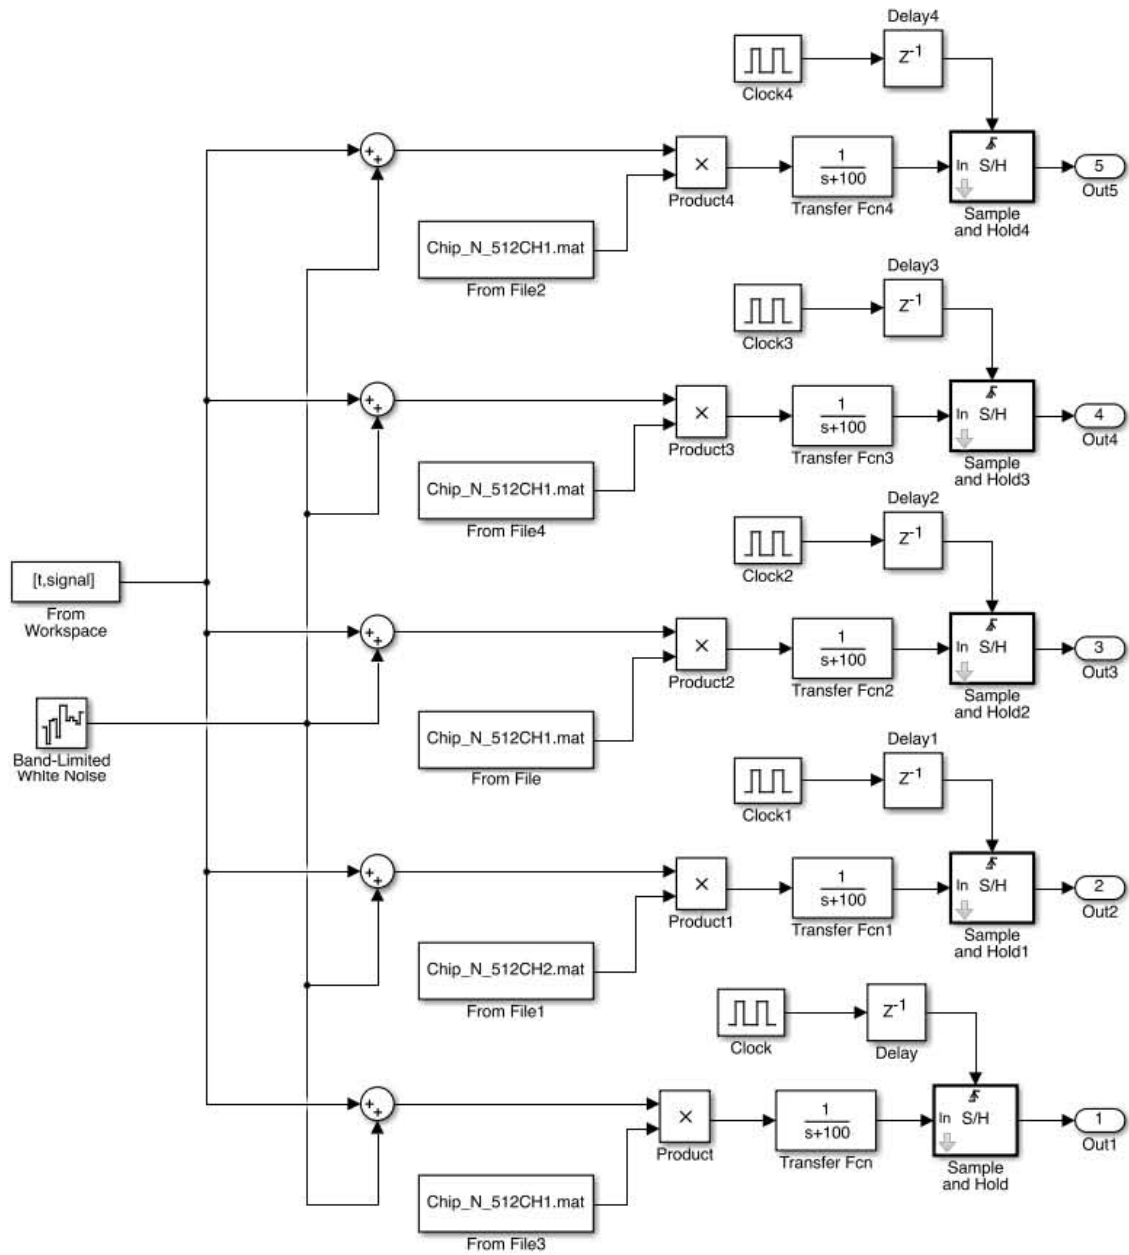 Delay4
Z-1
Clock4
×
Product4
1
s+100
Transfer Fcn4
In S/H
Sample
and Hold4
5
Out5
Chip_N_512CH1.mat
From File2
Delay3
Z-1
Clock3
×
Product3
1
s+100
Transfer Fcn3
In S/H
Sample
and Hold3
4
Out4
Chip_N_512CH1.mat
From File4
Delay2
Z-1
Clock2
[t,signal]
From
Workspace
×
Product2
1
s+100
Transfer Fcn2
In S/H
Sample
and Hold2
3
Out3
Band-Limited
White Noise
Chip_N_512CH1.mat
From File
Delay1
Z-1
Clock1
×
Product1
1
s+100
Transfer Fcn1
In S/H
Sample
and Hold1
2
Out2
Chip_N_512CH2.mat
From File1
Z-1
Clock
Delay
×
Product
1
s+100
Transfer Fcn
In S/H
Sample
and Hold
1
Out1
Chip_N_512CH1.mat
From File3